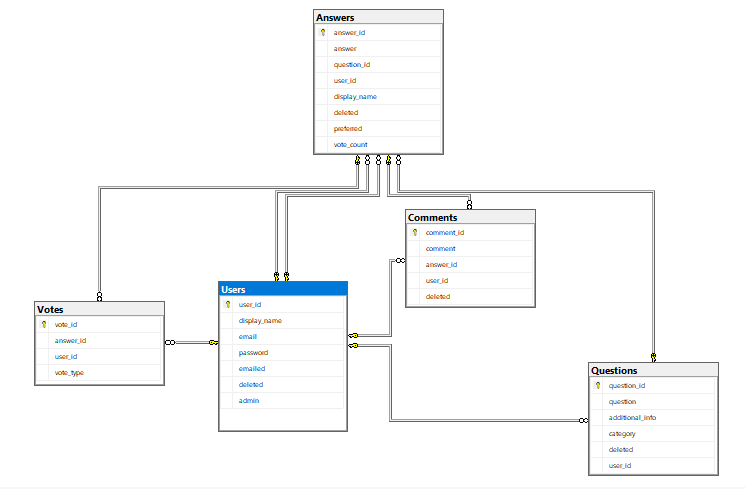 Answers
answer_id
answer
question_id
user_id
display_name
deleted
preferred
vote_count
Comments
comment_id
comment
answer_id
user_id
deleted
Users
user_id
display_name
email
password
emailed
deleted
admin
Votes
vote_id
answer_id
user_id
vote_type
Questions
question_id
question
additional_info
category
deleted
user_id